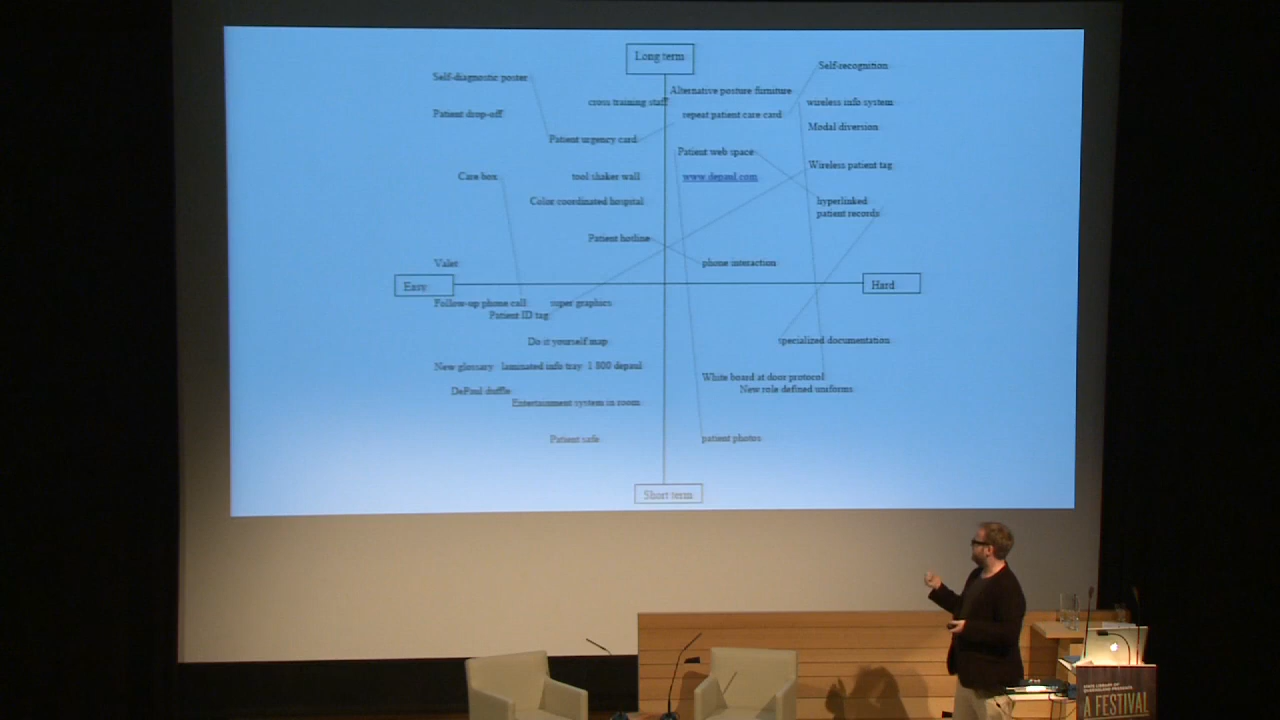 Long term
Self-recognition
Self-diagnostic poster
Alternative posture furniture
cross training staff
wireless info system
Patient drop-off
repeat patient care card
Modal diversion
Patient urgency card
Patient web space
Wireless patient tag
Care box
tool shaker wall
www.depaul.com
Color coordinated hospital
hyperlinked
patient records
Patient hotline
phone interaction
Valet
Easy
Hard
Follow-up phone call
super graphics
Patient ID tag
Do it yourself map
specialized documentation
New glossary
laminated info tray
1 800 depaul
White board at door protocol
DePaul duffle
New role defined uniforms
Entertainment system in room
Patient safe
patient photos
Short term
STATE LIBRARY OF
QUEENSLAND PRESENTS
A FESTIVAL